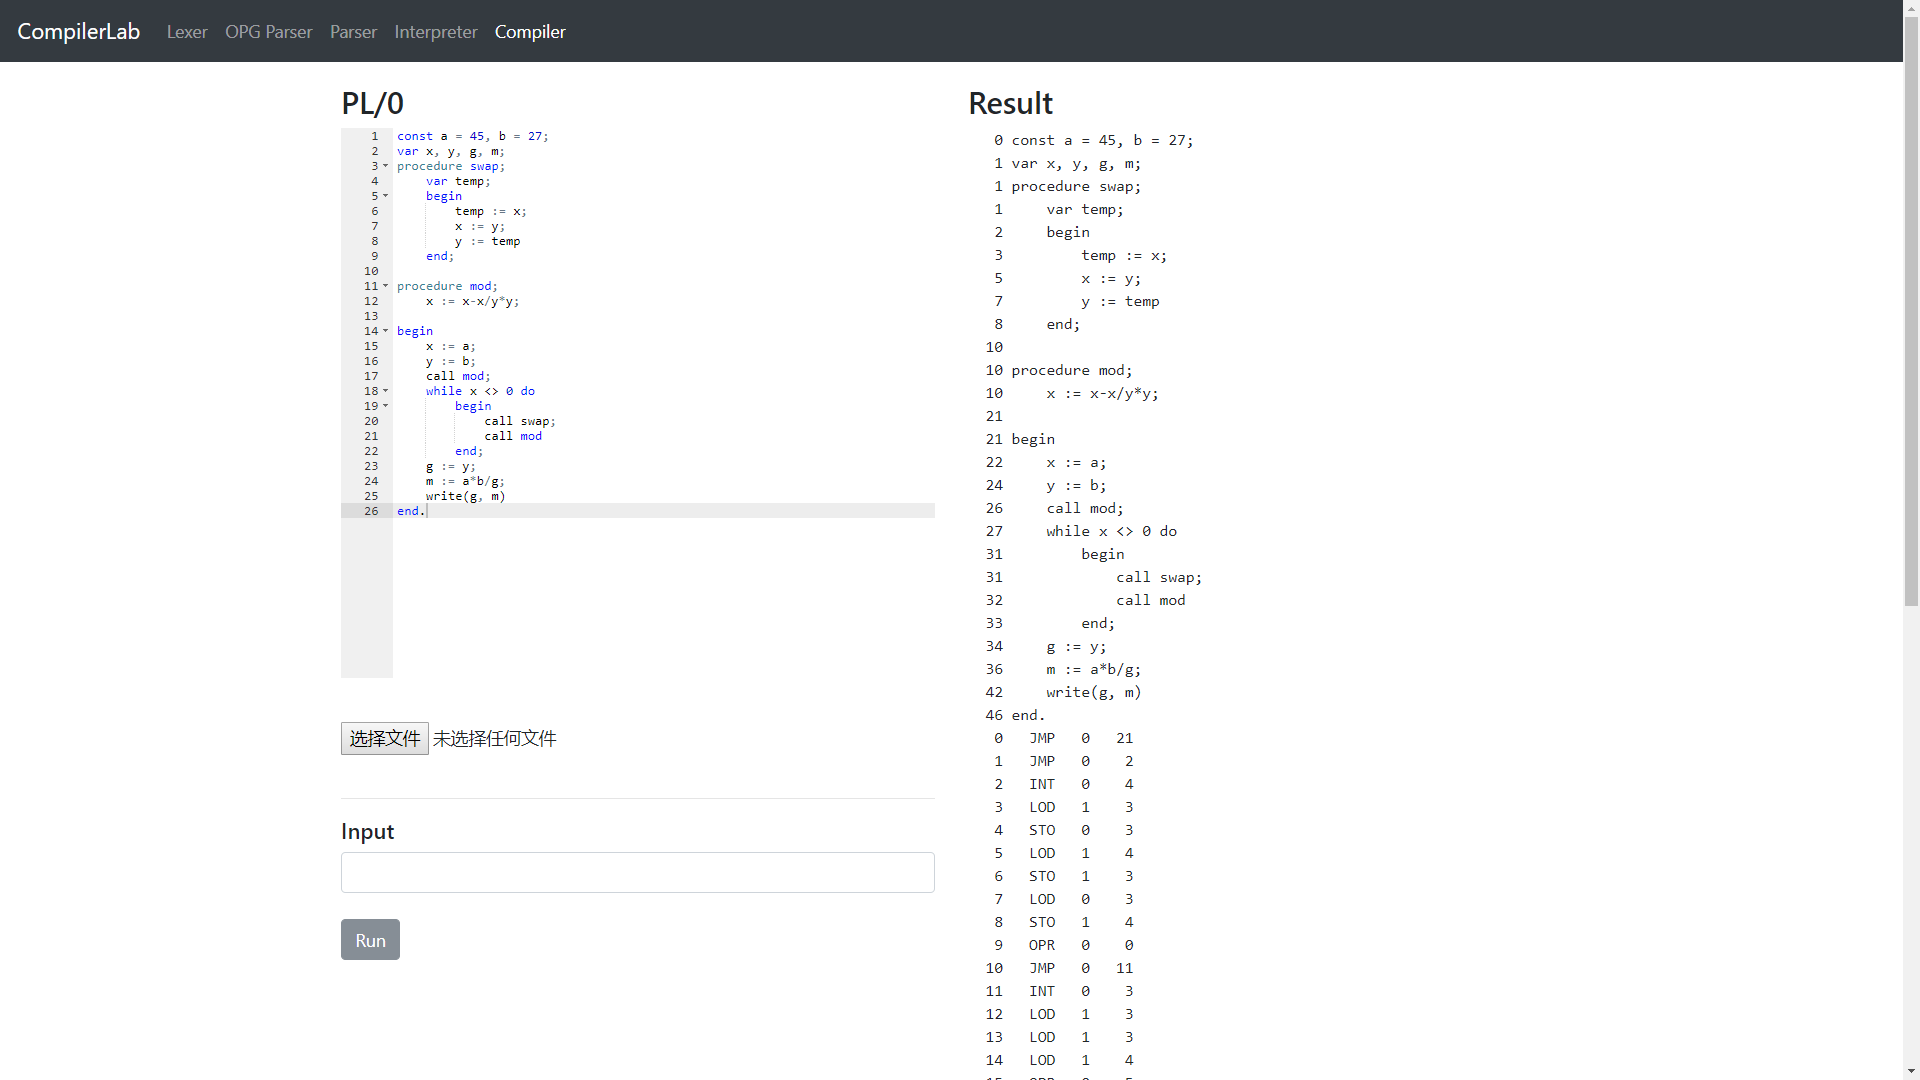 CompilerLab Lexer OPG Parser Parser Interpreter Compiler
PL/0
1 const a = 45, b = 27;
2 var x, y, g, m;
3 procedure swap;
4     var temp;
5     begin
6         temp := x;
7         x := y;
8         y := temp
9     end;
10
11 procedure mod;
12     x := x-x/y*y;
13
14 begin
15     x := a;
16     y := b;
17     call mod;
18     while x <> 0 do
19         begin
20             call swap;
21             call mod
22         end;
23     g := y;
24     m := a*b/g;
25     write(g, m)
26 end.
选择文件 未选择任何文件
Input
Run
Result
0 const a = 45, b = 27;
1 var x, y, g, m;
1 procedure swap;
1     var temp;
2     begin
3         temp := x;
5         x := y;
7         y := temp
8     end;
10
10 procedure mod;
10     x := x-x/y*y;
21
21 begin
22     x := a;
24     y := b;
26     call mod;
27     while x <> 0 do
31         begin
31             call swap;
32             call mod
33         end;
34     g := y;
36     m := a*b/g;
42     write(g, m)
46 end.
0 JMP 0 21
1 JMP 0 2
2 INT 0 4
3 LOD 1 3
4 STO 0 3
5 LOD 1 4
6 STO 1 3
7 LOD 0 3
8 STO 1 4
9 OPR 0 0
10 JMP 0 11
11 INT 0 3
12 LOD 1 3
13 LOD 1 3
14 LOD 1 4